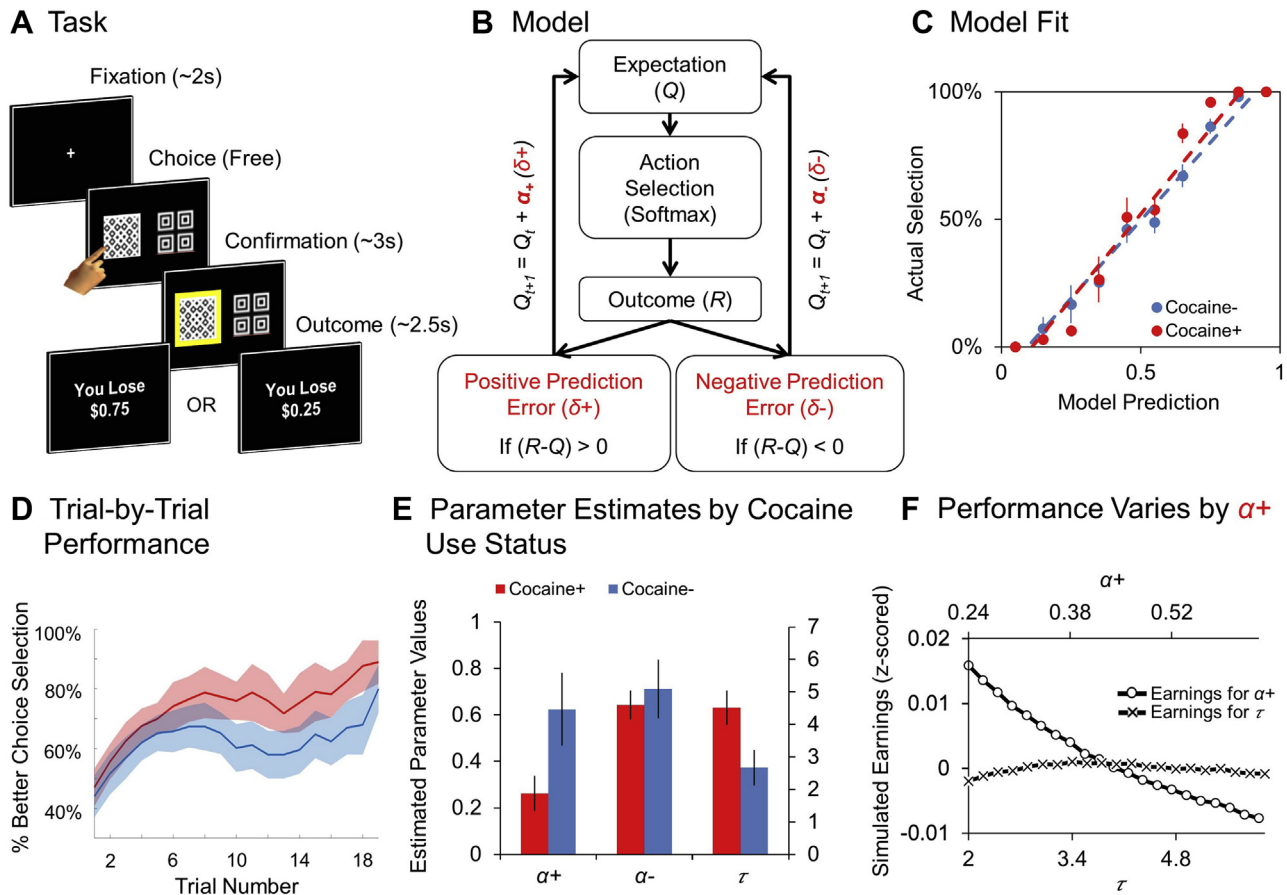 A Task
Fixation (~2s)
Choice (Free)
Confirmation (~3s)
Outcome (~2.5s)
You Lose
$0.75
OR
You Lose
$0.25
B Model
Expectation
(Q)
Action
Selection
(Softmax)
Outcome (R)
Qt+1 = Qt + α+(δ+)
Qt+1 = Qt + α-(δ-)
Positive Prediction
Error (δ+)
If (R-Q) > 0
Negative Prediction
Error (δ-)
If (R-Q) < 0
C Model Fit
Actual Selection
100%
50%
0%
Cocaine-
Cocaine+
0 0.5 1
Model Prediction
D Trial-by-Trial
Performance
% Better Choice Selection
100%
80%
60%
40%
2 6 10 14 18
Trial Number
E Parameter Estimates by Cocaine
Use Status
Cocaine+ Cocaine-
Estimated Parameter Values
1
0.8
0.6
0.4
0.2
0
7
6
5
4
3
2
1
0
α+ α- τ
F Performance Varies by α+
α+
0.24 0.38 0.52
Simulated Earnings (z-scored)
0.02
0.01
0
-0.01
Earnings for α+
Earnings for τ
2 3.4 4.8
τ